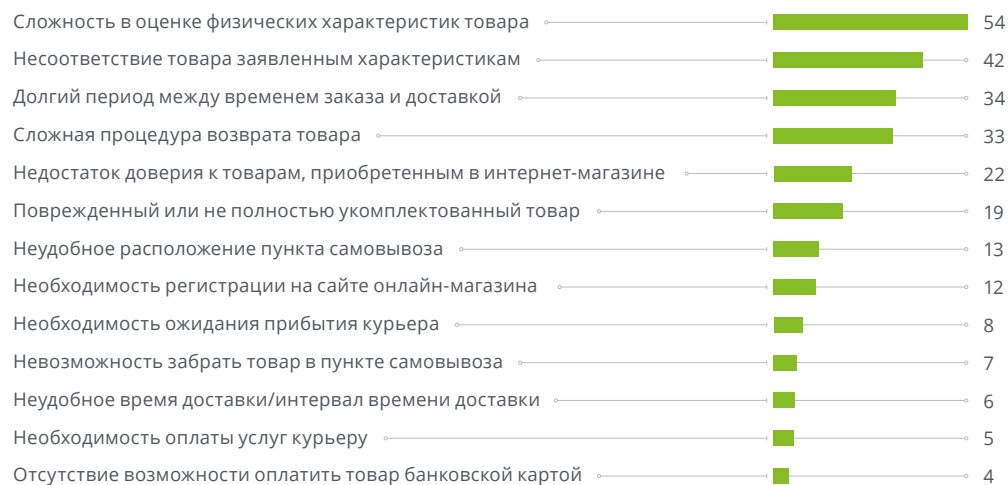 Сложность в оценке физических характеристик товара 54
Несоответствие товара заявленным характеристикам 42
Долгий период между временем заказа и доставкой 34
Сложная процедура возврата товара 33
Недостаток доверия к товарам, приобретенным в интернет-магазине 22
Поврежденный или не полностью укомплектованный товар 19
Неудобное расположение пункта самовывоза 13
Необходимость регистрации на сайте онлайн-магазина 12
Необходимость ожидания прибытия курьера 8
Невозможность забрать товар в пункте самовывоза 7
Неудобное время доставки/интервал времени доставки 6
Необходимость оплаты услуг курьеру 5
Отсутствие возможности оплатить товар банковской картой 4